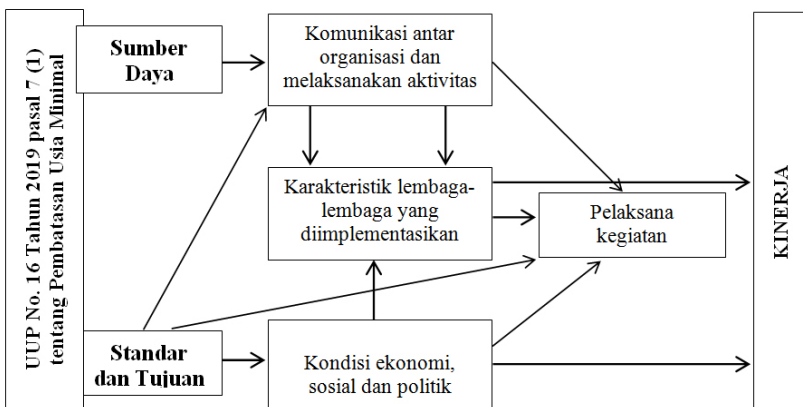 UUP No. 16 Tahun 2019 pasal 7 (1)
tentang Pembatasan Usia Minimal
Sumber
Daya
Komunikasi antar
organisasi dan
melaksanakan aktivitas
Karakteristik lembaga-
lembaga yang
diimplementasikan
Pelaksana
kegiatan
Standar
dan Tujuan
Kondisi ekonomi,
sosial dan politik
KINERJA